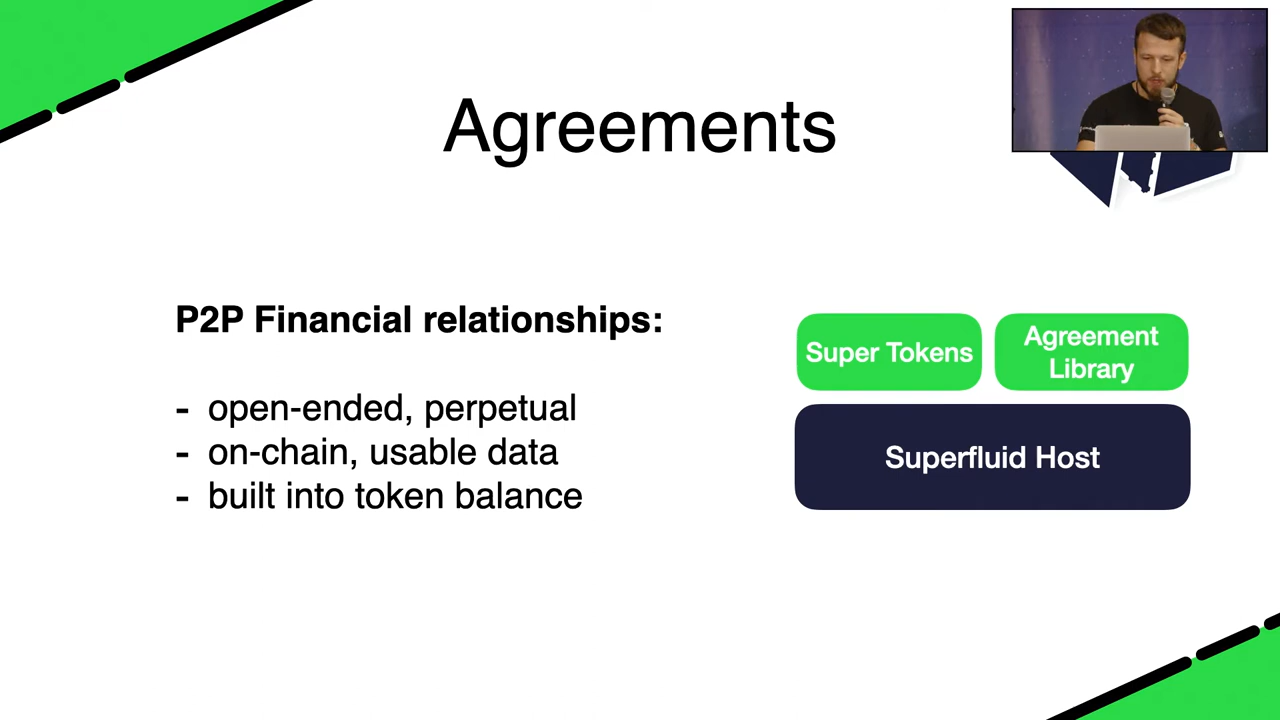 Agreements
P2P Financial relationships:
- open-ended, perpetual
- on-chain, usable data
- built into token balance
Super Tokens
Agreement
Library
Superfluid Host